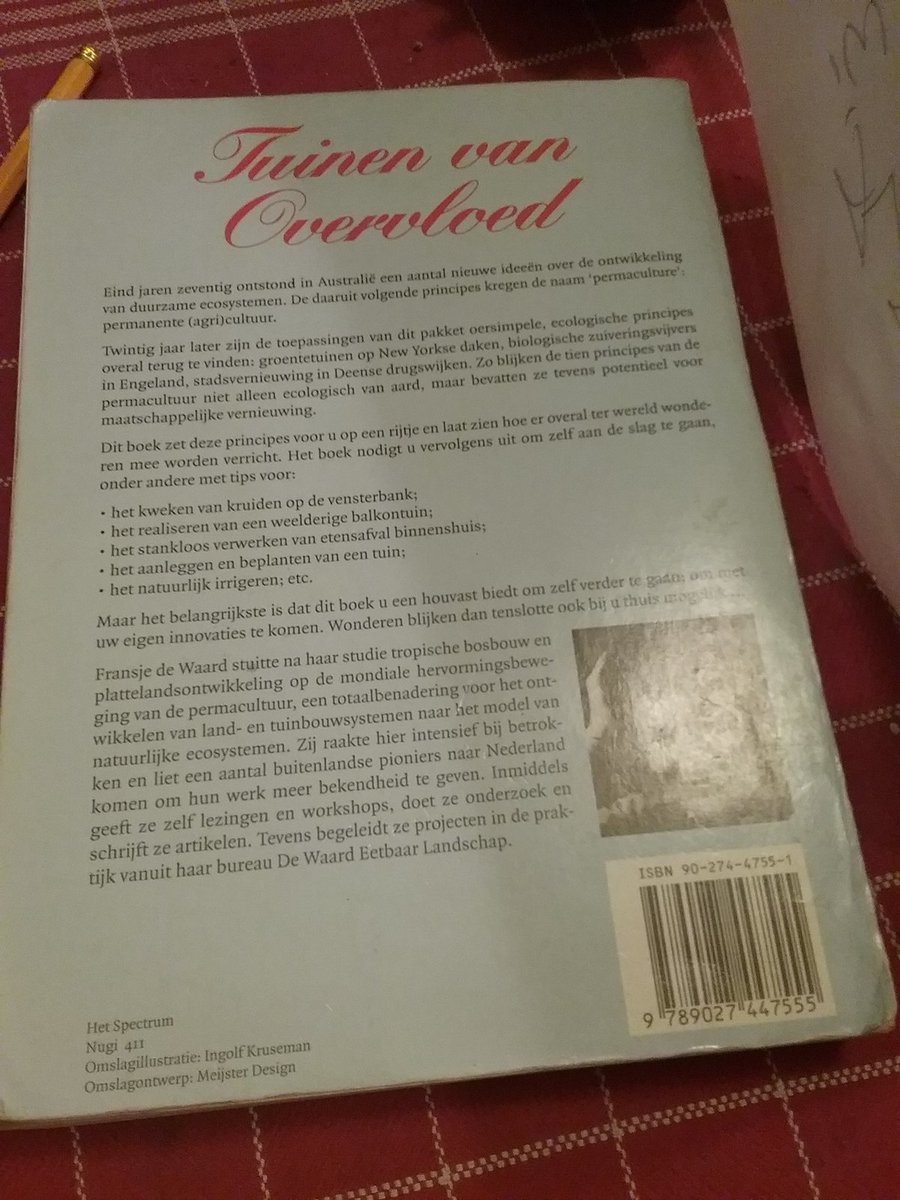 Tuinen van
Overvloed
Eind jaren zeventig ontstond in Australië een aantal nieuwe ideeën over de ontwikkeling
van duurzame ecosystemen. De daaruit volgende principes kregen de naam ‘permaculture’:
permanente (agri)cultuur.
Twintig jaar later zijn de toepassingen van dit pakket oersimpele, ecologische principes
overal terug te vinden: groentetuinen op New Yorkse daken, biologische zuiveringsvijvers
in Engeland, stadsvernieuwing in Deense drugswijken. Zo blijken de tien principes van de
permacultuur niet alleen ecologisch van aard, maar bevatten ze tevens potentieel voor
maatschappelijke vernieuwing.
Dit boek zet deze principes voor u op een rijtje en laat zien hoe er overal ter wereld wonde-
ren mee worden verricht. Het boek nodigt u vervolgens uit om zelf aan de slag te gaan,
onder andere met tips voor:
• het kweken van kruiden op de vensterbank;
• het realiseren van een weelderige balkontuin;
• het stankloos verwerken van etensafval binnenshuis;
• het aanleggen en beplanten van een tuin;
• het natuurlijk irrigeren; etc.
Maar het belangrijkste is dat dit boek u een houvast biedt om zelf verder te gaan; om met
uw eigen innovaties te komen. Wonderen blijken dan tenslotte ook bij u thuis mogelijk...
Fransje de Waard stuitte na haar studie tropische bosbouw en
plattelandsontwikkeling op de mondiale hervormingsbewe-
ging van de permacultuur, een totaalbenadering voor het ont-
wikkelen van land- en tuinbouwsystemen naar het model van
natuurlijke ecosystemen. Zij raakte hier intensief bij betrok-
ken en liet een aantal buitenlandse pioniers naar Nederland
komen om hun werk meer bekendheid te geven. Inmiddels
geeft ze zelf lezingen en workshops, doet ze onderzoek en
schrijft ze artikelen. Tevens begeleidt ze projecten in de prak-
tijk vanuit haar bureau De Waard Eetbaar Landschap.
ISBN 90-274-4755-1
9 789027 447555
Het Spectrum
Nugi 411
Omslagillustratie: Ingolf Kruseman
Omslagontwerp: Meijster Design